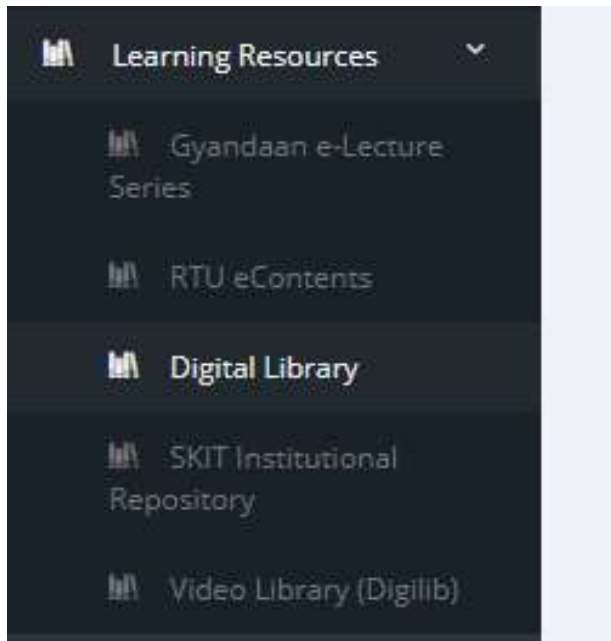 Learning Resources
Gyandaan e-Lecture
Series
RTU eContents
Digital Library
SKIT Institutional
Repository
Video Library (Digilib)